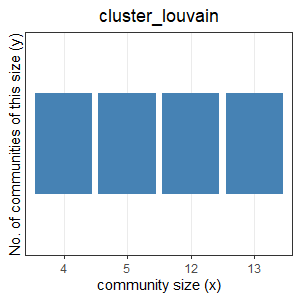 cluster_louvain
No. of communities of this size (y)
4 5 12 13
community size (x)